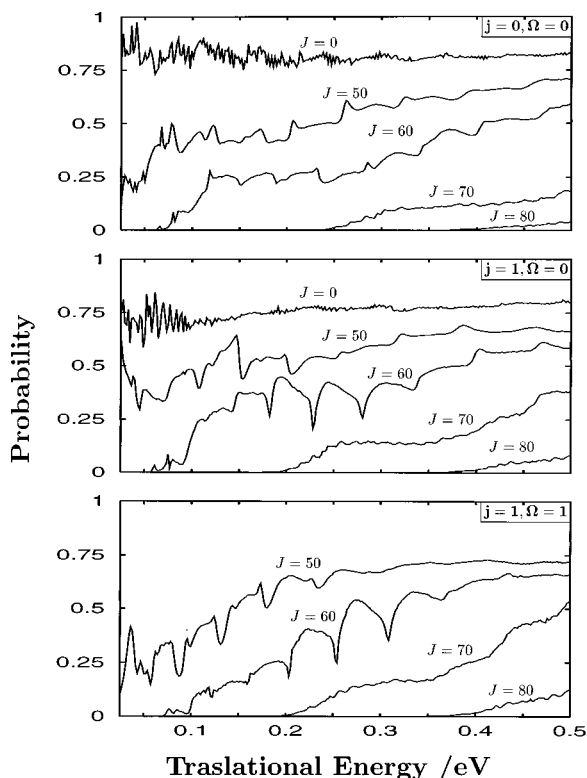 1
j = 0, Ω = 0
J = 0
0.75
J = 50
0.5
J = 60
0.25
J = 70
J = 80
0
1
j = 1, Ω = 0
J = 0
0.75
J = 50
0.5
J = 60
0.25
J = 70
J = 80
0
1
j = 1, Ω = 1
0.75
J = 50
0.5
J = 60
J = 70
0.25
J = 80
0
0.1 0.2 0.3 0.4 0.5
Probability
Traslational Energy /eV